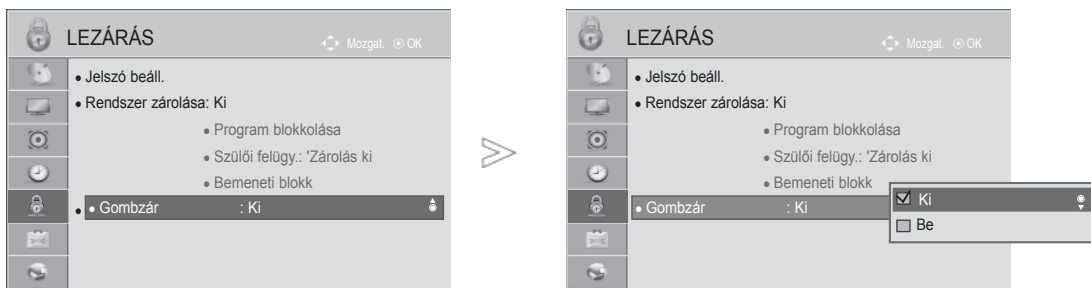 LEZÁRÁS
Mozgat. OK
• Jelszó beáll.
• Rendszer zárolása: Ki
• Program blokkolása
• Szülői felügy.: 'Zárolás ki
• Bemeneti blokk
• • Gombzár : Ki
LEZÁRÁS
Mozgat. OK
• Jelszó beáll.
• Rendszer zárolása: Ki
• Program blokkolása
• Szülői felügy.: 'Zárolás ki
• Bemeneti blokk
• Gombzár : Ki
Ki
Be